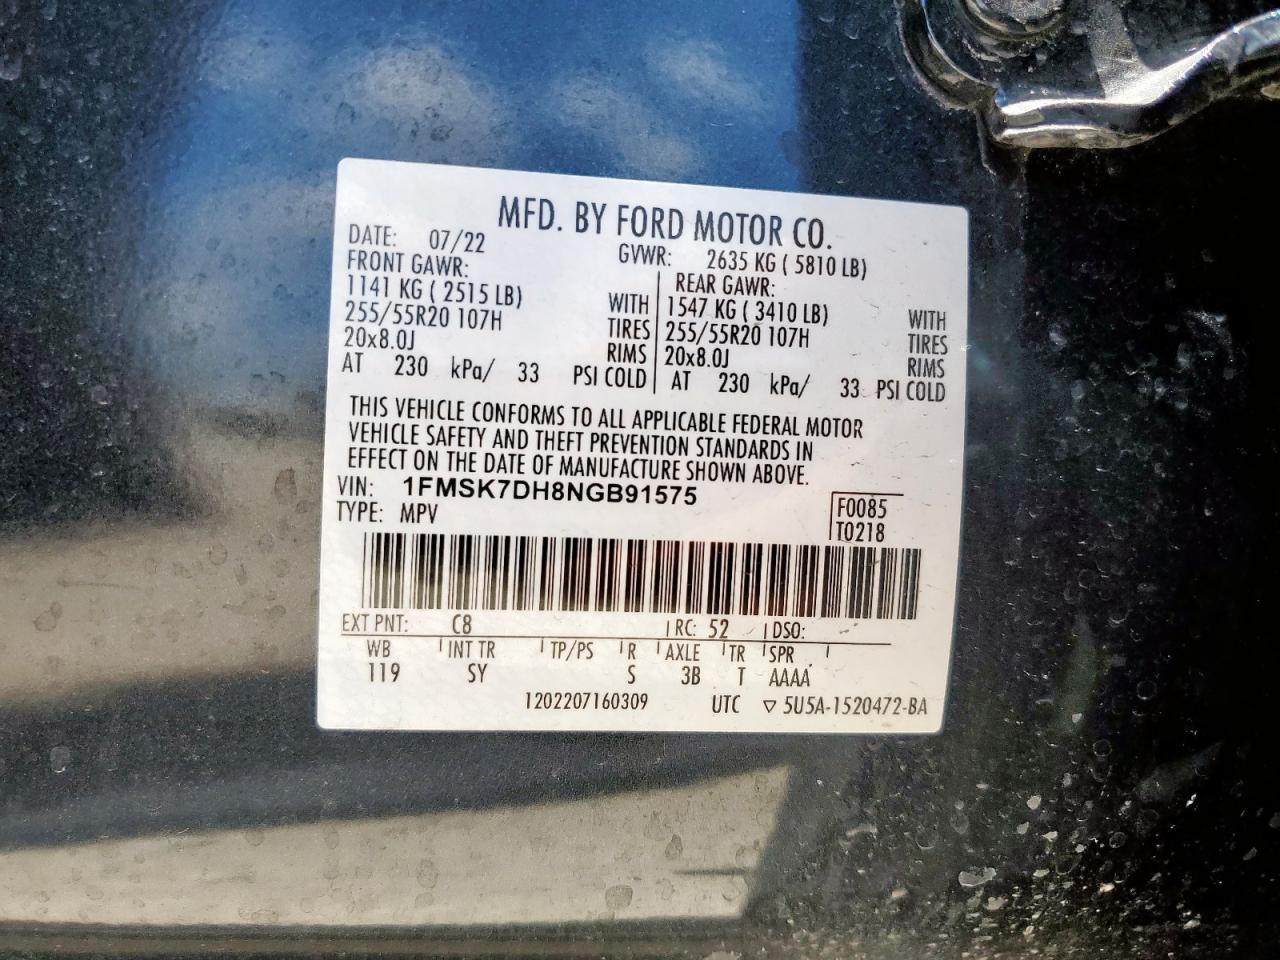 MFD. BY FORD MOTOR CO.
DATE: 07/22 GVWR: 2635 KG ( 5810 LB)
FRONT GAWR: REAR GAWR:
1141 KG ( 2515 LB) WITH 1547 KG ( 3410 LB) WITH
255/55R20 107H TIRES 255/55R20 107H TIRES
20x8.0J RIMS 20x8.0J RIMS
AT 230 kPa/ 33 PSI COLD AT 230 kPa/ 33 PSI COLD
THIS VEHICLE CONFORMS TO ALL APPLICABLE FEDERAL MOTOR
VEHICLE SAFETY AND THEFT PREVENTION STANDARDS IN
EFFECT ON THE DATE OF MANUFACTURE SHOWN ABOVE.
VIN: 1FMSK7DH8NGB91575 F0085
TYPE: MPV T0218
EXT PNT: C8 RC: 52 DSO:
WB INT TR TP/PS R AXLE TR SPR
119 SY S 3B T AAAA
1202207160309 UTC ▽ 5U5A-1520472-BA